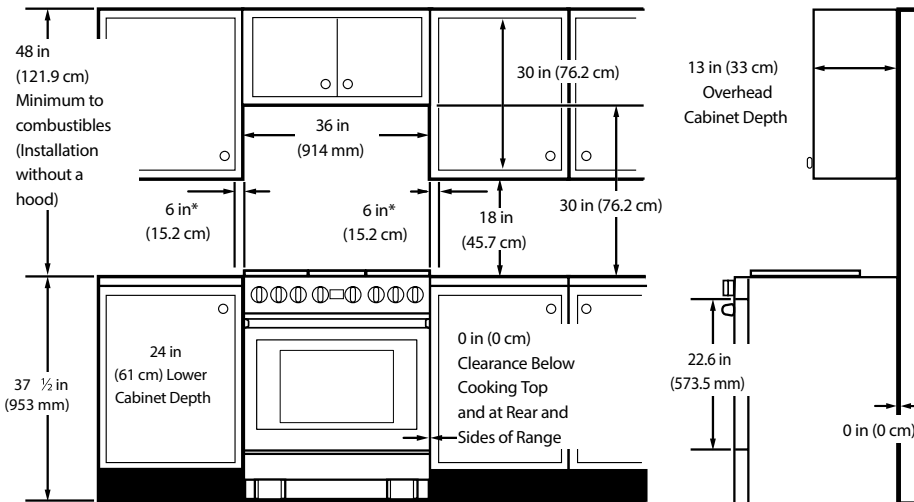 48 in
(121.9 cm)
Minimum to
combustibles
(Installation
without a
hood)
36 in
(914 mm)
30 in (76.2 cm)
13 in (33 cm)
Overhead
Cabinet Depth
6 in*
(15.2 cm)
6 in*
(15.2 cm)
18 in
(45.7 cm)
30 in (76.2 cm)
37 ½ in
(953 mm)
24 in
(61 cm) Lower
Cabinet Depth
0 in (0 cm)
Clearance Below
Cooking Top
and at Rear and
Sides of Range
22.6 in
(573.5 mm)
0 in (0 cm)